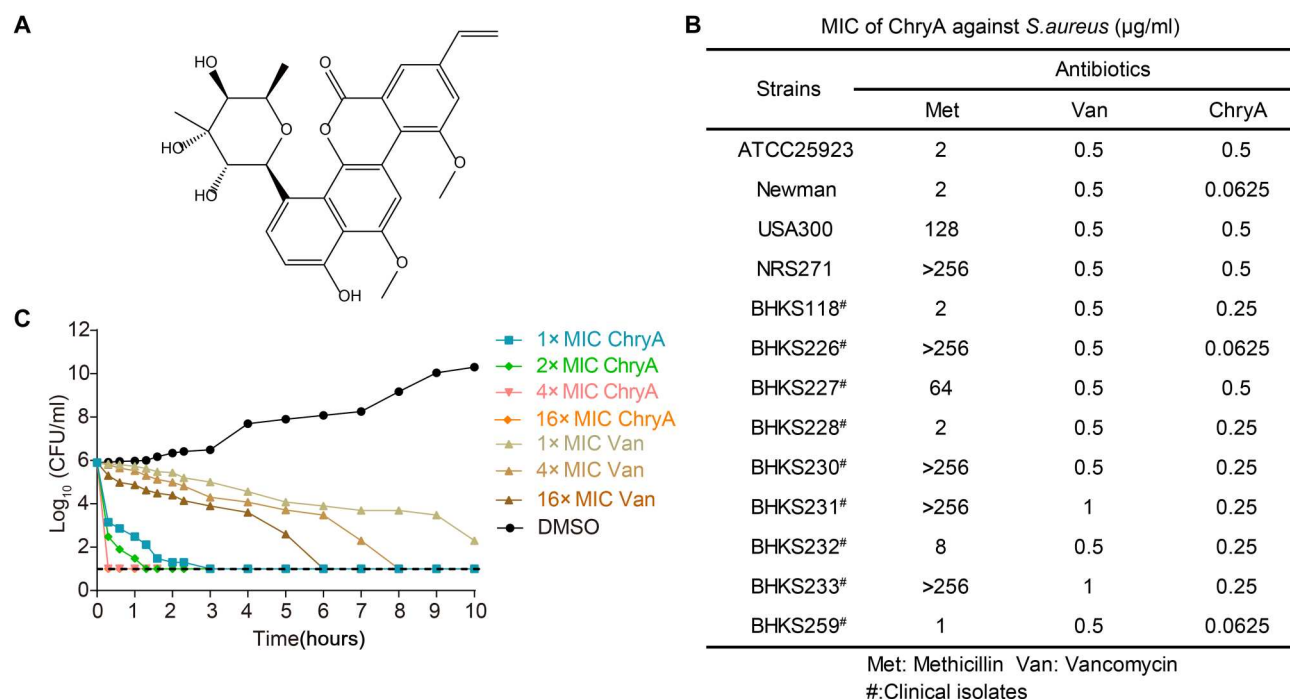 A
HO
O
O
O
HO
HO
O
O
OH
B
MIC of ChryA against S.aureus (µg/ml)
Strains Antibiotics
Met Van ChryA
ATCC25923 2 0.5 0.5
Newman 2 0.5 0.0625
USA300 128 0.5 0.5
NRS271 >256 0.5 0.5
BHKS118# 2 0.5 0.25
BHKS226# >256 0.5 0.0625
BHKS227# 64 0.5 0.5
BHKS228# 2 0.5 0.25
BHKS230# >256 0.5 0.25
BHKS231# >256 1 0.25
BHKS232# 8 0.5 0.25
BHKS233# >256 1 0.25
BHKS259# 1 0.5 0.0625
Met: Methicillin Van: Vancomycin
#:Clinical isolates
C
Log10 (CFU/ml)
12
10
8
6
4
2
0
0 1 2 3 4 5 6 7 8 9 10
Time(hours)
1× MIC ChryA
2× MIC ChryA
4× MIC ChryA
16× MIC ChryA
1× MIC Van
4× MIC Van
16× MIC Van
DMSO